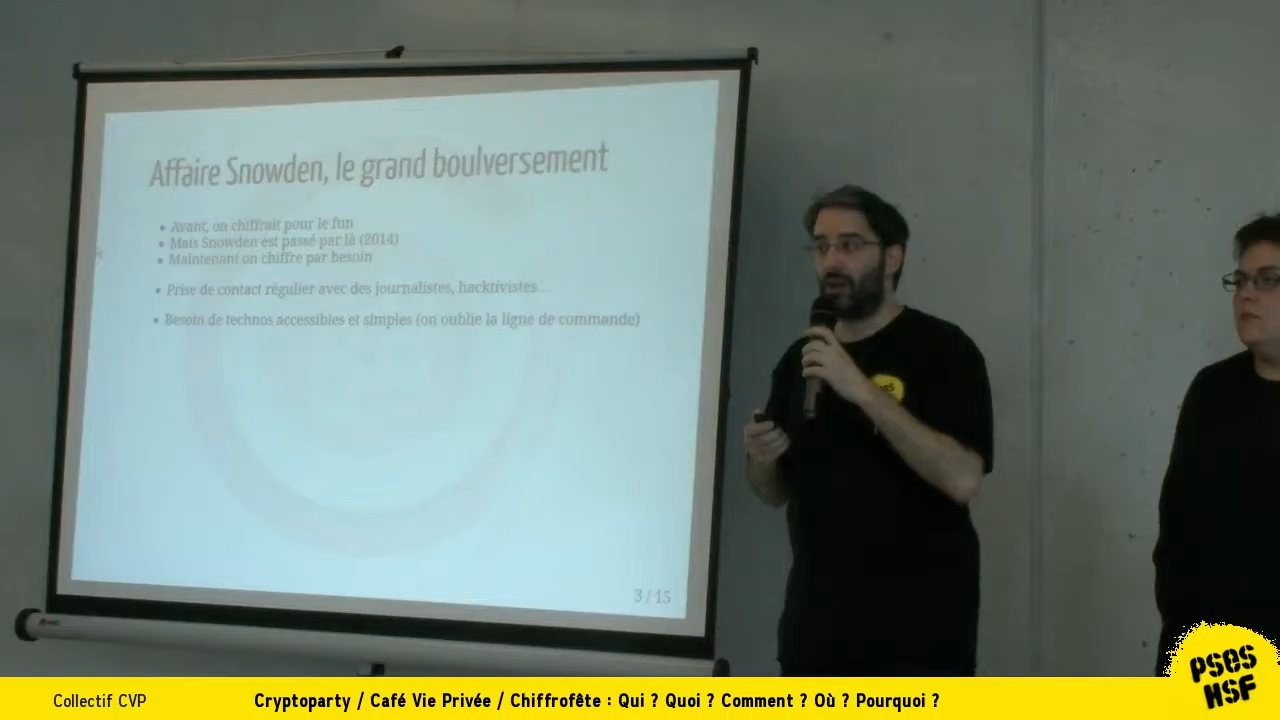 Affaire Snowden, le grand boulversement
Avant, on chiffrait pour le fun
Mais Snowden est passé par là (2014)
Maintenant on chiffre par besoin
Prise de contact régulier avec des journalistes, hacktivistes...
Besoin de technos accessibles et simples (on oublie la ligne de commande)
3 / 15
Collectif CVP
Cryptoparty / Café Vie Privée / Chiffrofête : Qui ? Quoi ? Comment ? Où ? Pourquoi ?
PSES
HSF